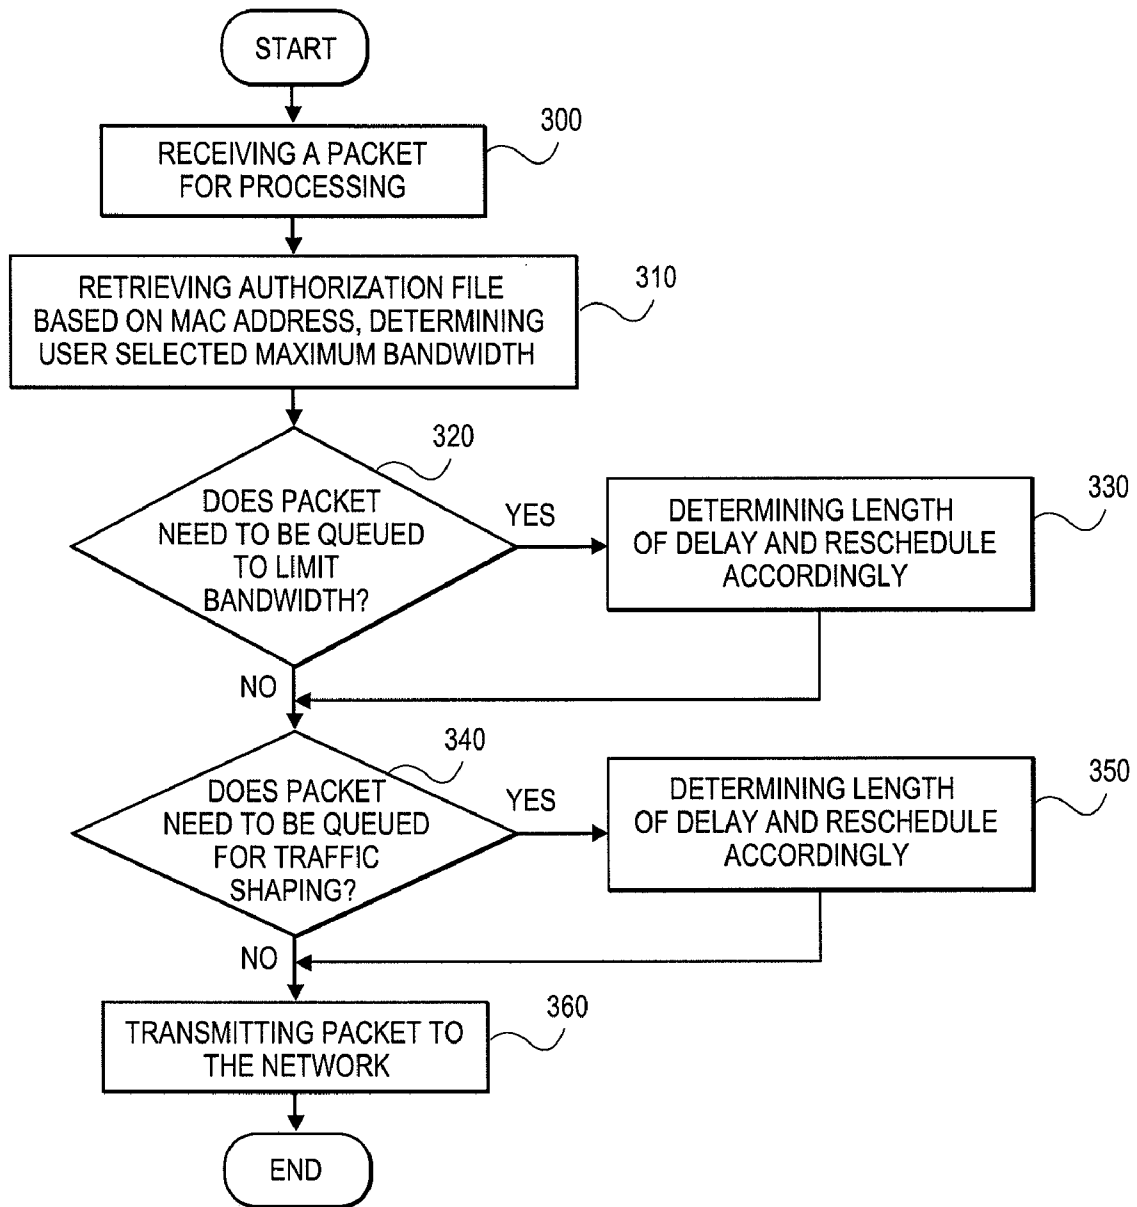 START
300
RECEIVING A PACKET
FOR PROCESSING
310
RETRIEVING AUTHORIZATION FILE
BASED ON MAC ADDRESS, DETERMINING
USER SELECTED MAXIMUM BANDWIDTH
320
DOES PACKET
NEED TO BE QUEUED
TO LIMIT
BANDWIDTH?
YES
330
DETERMINING LENGTH
OF DELAY AND RESCHEDULE
ACCORDINGLY
NO
340
DOES PACKET
NEED TO BE QUEUED
FOR TRAFFIC
SHAPING?
YES
350
DETERMINING LENGTH
OF DELAY AND RESCHEDULE
ACCORDINGLY
NO
360
TRANSMITTING PACKET TO
THE NETWORK
END